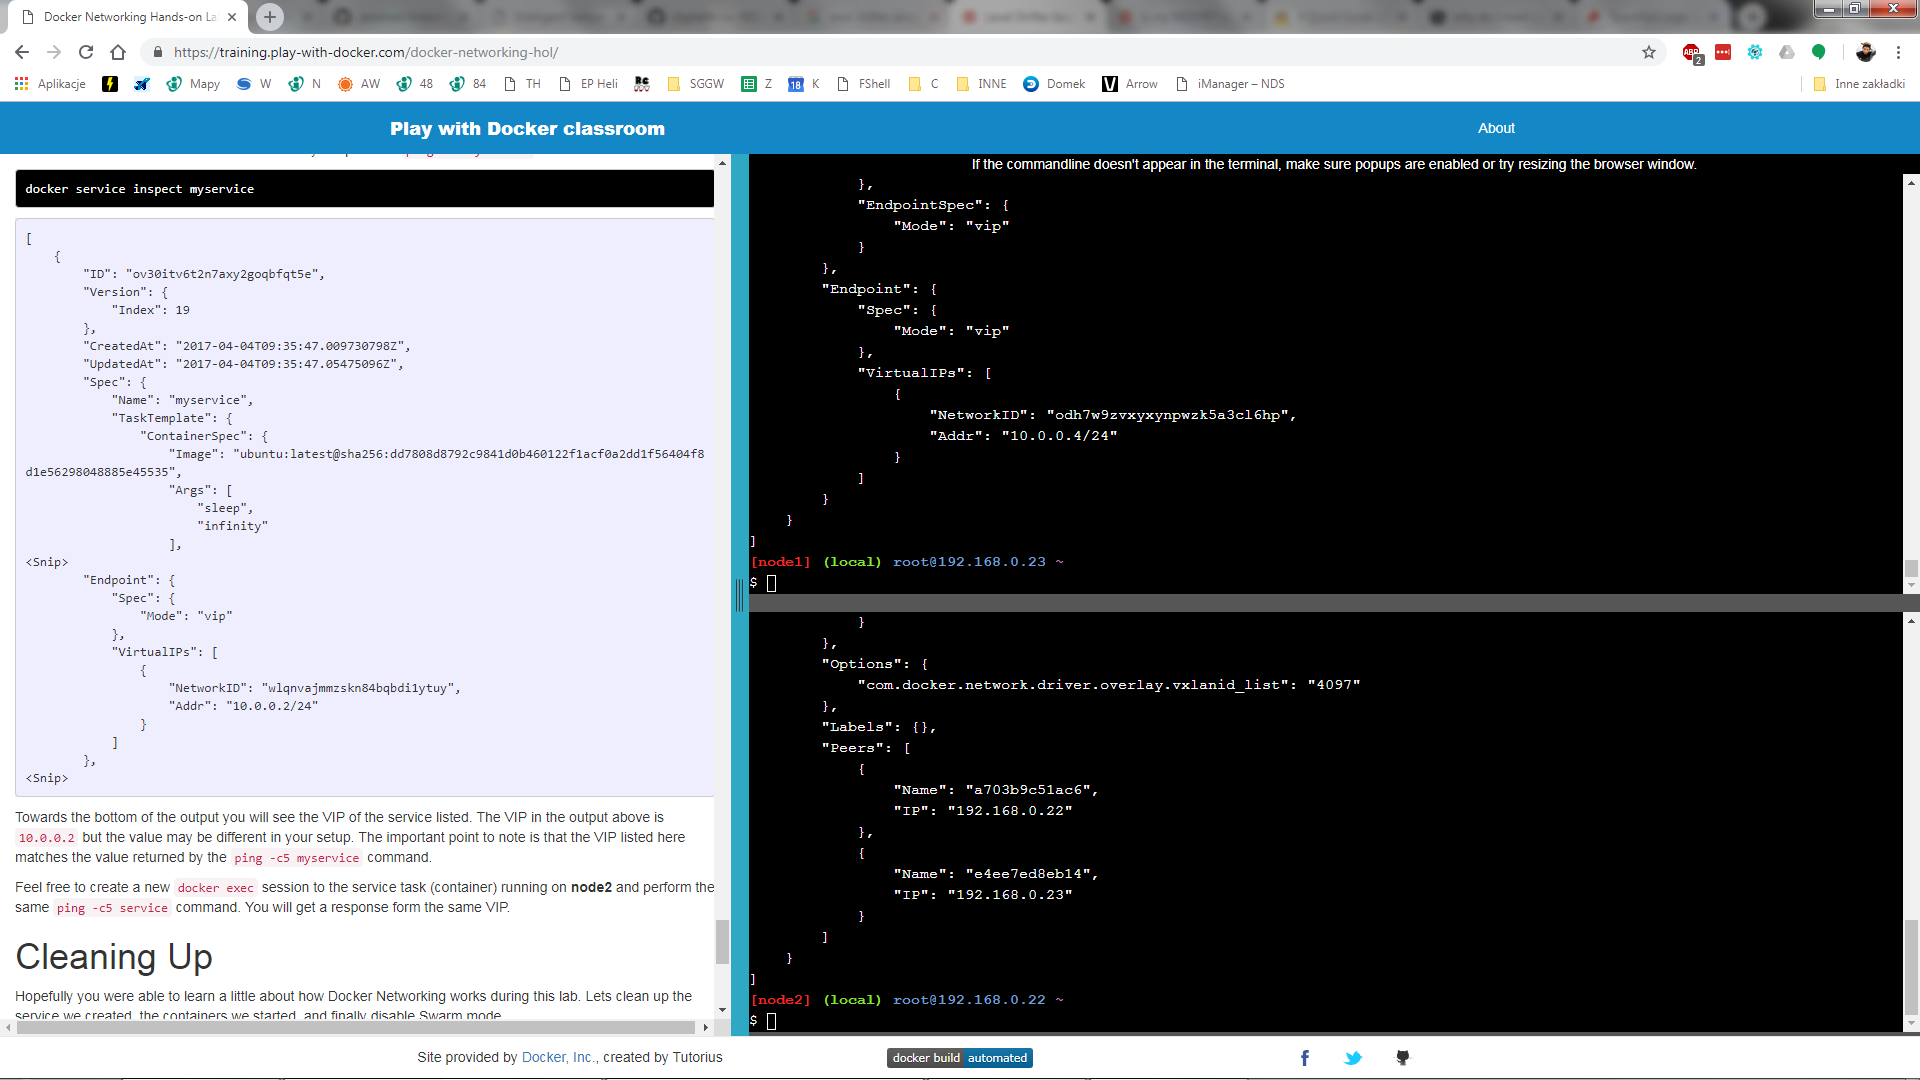 Docker Networking Hands-on La
https://training.play-with-docker.com/docker-networking-hol/
2
Aplikacje
Mapy
W
N
AW
48
84
TH
EP Heli
SGGW
Z
18
K
FShell
C
INNE
Domek
Arrow
iManager – NDS
Inne zakładki
Play with Docker classroom
About
docker service inspect myservice
[
{
"ID": "ov30itv6t2n7axy2goqbfqt5e",
"Version": {
"Index": 19
},
"CreatedAt": "2017-04-04T09:35:47.009730798Z",
"UpdatedAt": "2017-04-04T09:35:47.05475096Z",
"Spec": {
"Name": "myservice",
"TaskTemplate": {
"ContainerSpec": {
"Image": "ubuntu:latest@sha256:dd7808d8792c9841d0b460122f1acf0a2dd1f56404f8
d1e56298048885e45535",
"Args": [
"sleep",
"infinity"
],
<Snip>
"Endpoint": {
"Spec": {
"Mode": "vip"
},
"VirtualIPs": [
{
"NetworkID": "wlqnvajmmzskn84bqbdi1ytuy",
"Addr": "10.0.0.2/24"
}
]
},
<Snip>
Towards the bottom of the output you will see the VIP of the service listed. The VIP in the output above is
10.0.0.2 but the value may be different in your setup. The important point to note is that the VIP listed here
matches the value returned by the ping -c5 myservice command.
Feel free to create a new docker exec session to the service task (container) running on node2 and perform the
same ping -c5 service command. You will get a response form the same VIP.
Cleaning Up
Hopefully you were able to learn a little about how Docker Networking works during this lab. Lets clean up the
service we created, the containers we started, and finally disable Swarm mode.
If the commandline doesn't appear in the terminal, make sure popups are enabled or try resizing the browser window.
},
"EndpointSpec": {
"Mode": "vip"
}
},
"Endpoint": {
"Spec": {
"Mode": "vip"
},
"VirtualIPs": [
{
"NetworkID": "odh7w9zvxyxynpwzk5a3cl6hp",
"Addr": "10.0.0.4/24"
}
]
}
}
]
[node1] (local) root@192.168.0.23 ~
$
}
},
"Options": {
"com.docker.network.driver.overlay.vxlanid_list": "4097"
},
"Labels": {},
"Peers": [
{
"Name": "a703b9c51ac6",
"IP": "192.168.0.22"
},
{
"Name": "e4ee7ed8eb14",
"IP": "192.168.0.23"
}
]
}
]
[node2] (local) root@192.168.0.22 ~
$
Site provided by Docker, Inc., created by Tutorius
docker build automated